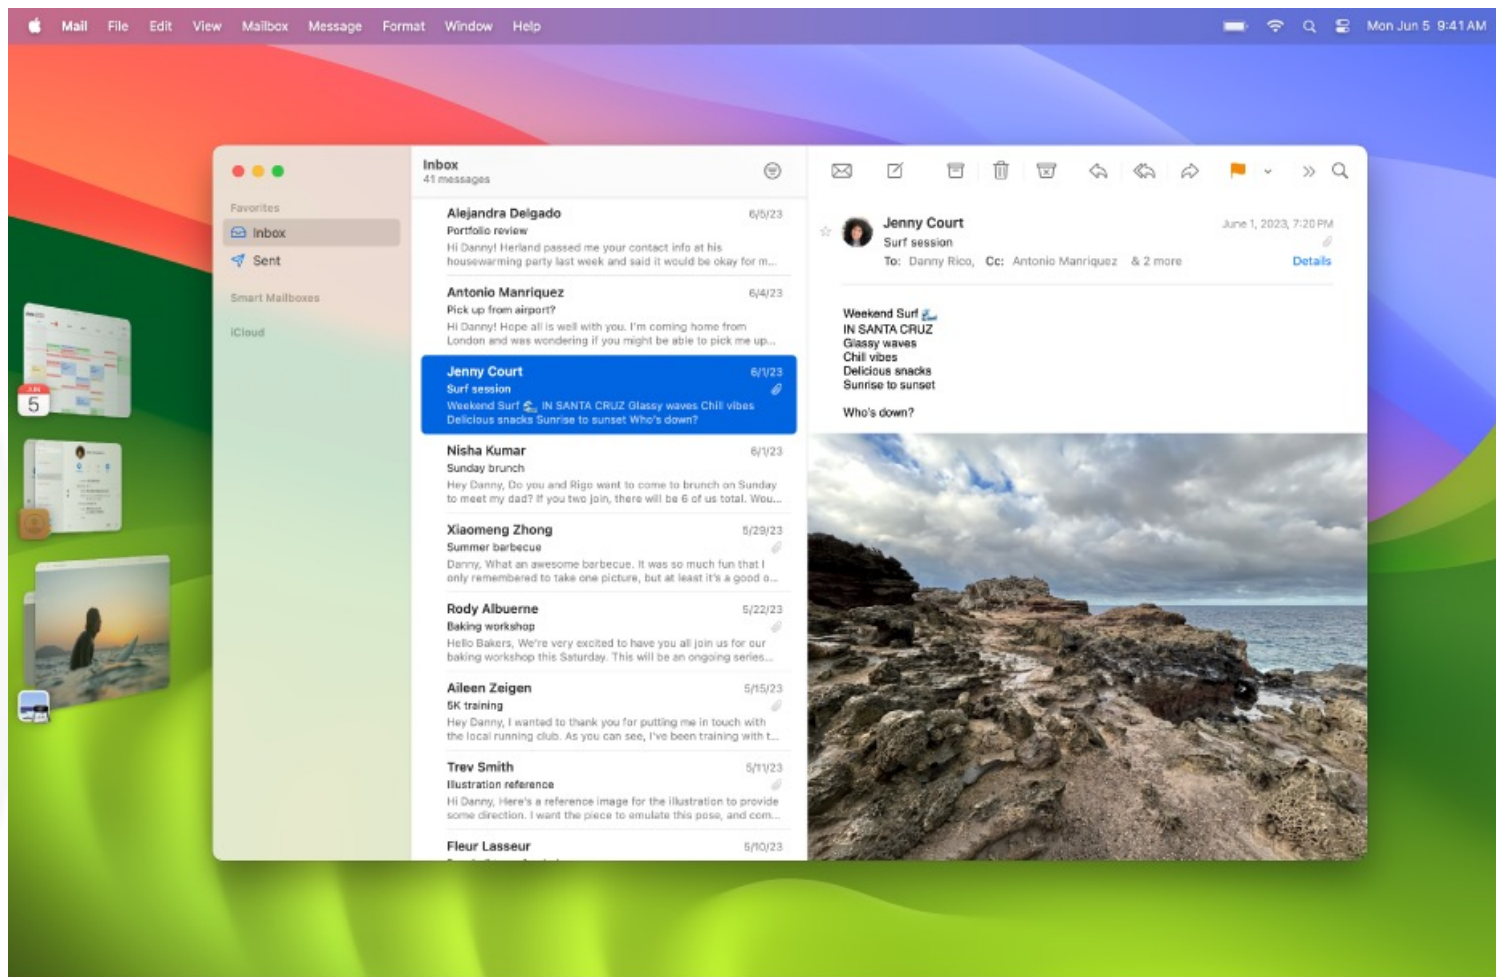 Mail File Edit View Mailbox Message Format Window Help
Mon Jun 5 9:41 AM
Favorites
Inbox
Sent
Smart Mailboxes
iCloud
JUN
5
Inbox
41 messages
Alejandra Delgado 6/5/23
Portfolio review
Hi Danny! Herland passed me your contact info at his
housewarming party last week and said it would be okay for m...
Antonio Manriquez 6/4/23
Pick up from airport?
Hi Danny! Hope all is well with you. I'm coming home from
London and was wondering if you might be able to pick me up...
Jenny Court 6/1/23
Surf session
Weekend Surf 🌊 IN SANTA CRUZ Glassy waves Chill vibes
Delicious snacks Sunrise to sunset Who's down?
Nisha Kumar 6/1/23
Sunday brunch
Hey Danny, Do you and Rigo want to come to brunch on Sunday
to meet my dad? If you two join, there will be 6 of us total. Wou...
Xiaomeng Zhong 5/29/23
Summer barbecue
Danny, What an awesome barbecue. It was so much fun that I
only remembered to take one picture, but at least it's a good o...
Rody Albuerne 5/22/23
Baking workshop
Hello Bakers, We're very excited to have you all join us for our
baking workshop this Saturday. This will be an ongoing series...
Aileen Zeigen 5/15/23
5K training
Hey Danny, I wanted to thank you for putting me in touch with
the local running club. As you can see, I've been training with t...
Trev Smith 5/11/23
Illustration reference
Hi Danny, Here's a reference image for the illustration to provide
some direction. I want the piece to emulate this pose, and com...
Fleur Lasseur 5/10/23
Jenny Court June 1, 2023, 7:20 PM
Surf session
To: Danny Rico, Cc: Antonio Manriquez & 2 more Details
Weekend Surf 🌊
IN SANTA CRUZ
Glassy waves
Chill vibes
Delicious snacks
Sunrise to sunset
Who's down?